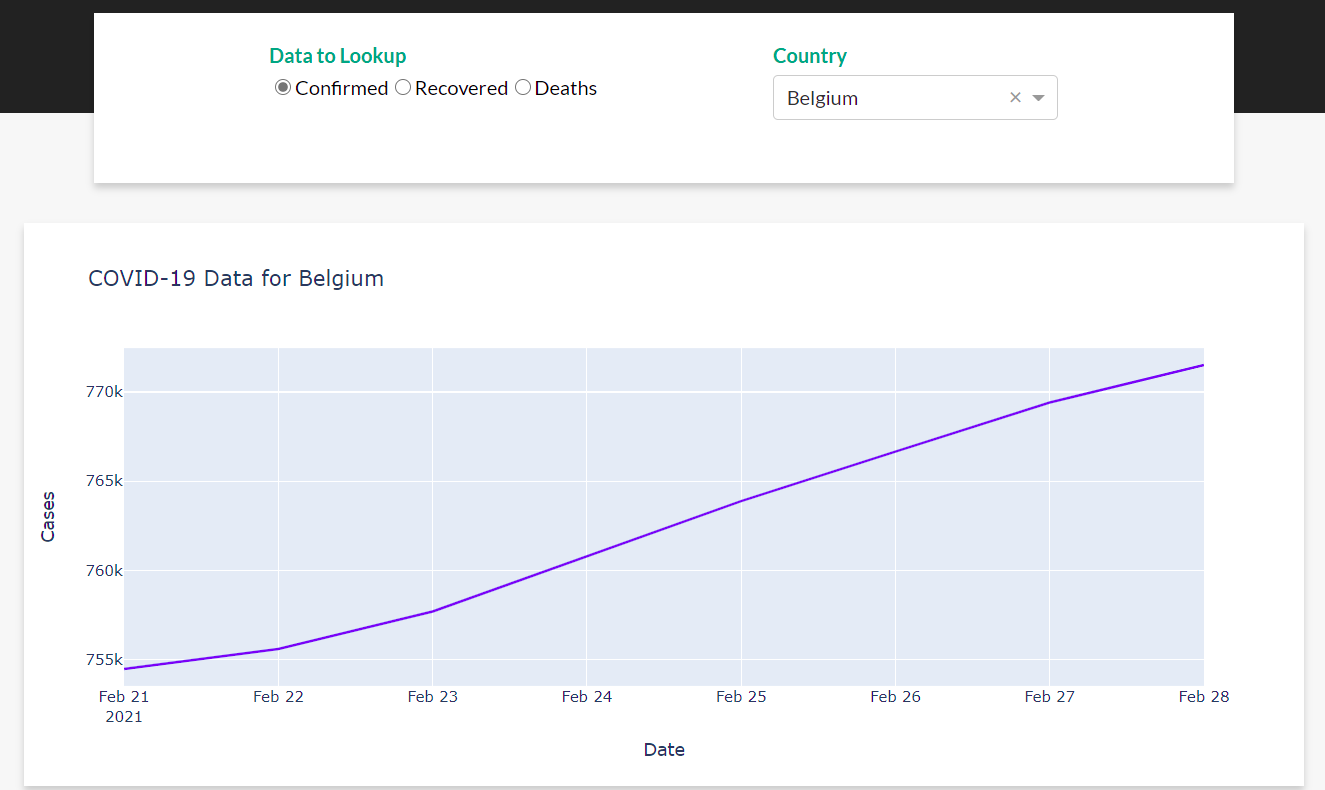 Data to Lookup
Confirmed Recovered Deaths
Country
Belgium
COVID-19 Data for Belgium
770k
765k
760k
755k
Cases
Feb 21 Feb 22 Feb 23 Feb 24 Feb 25 Feb 26 Feb 27 Feb 28
2021
Date